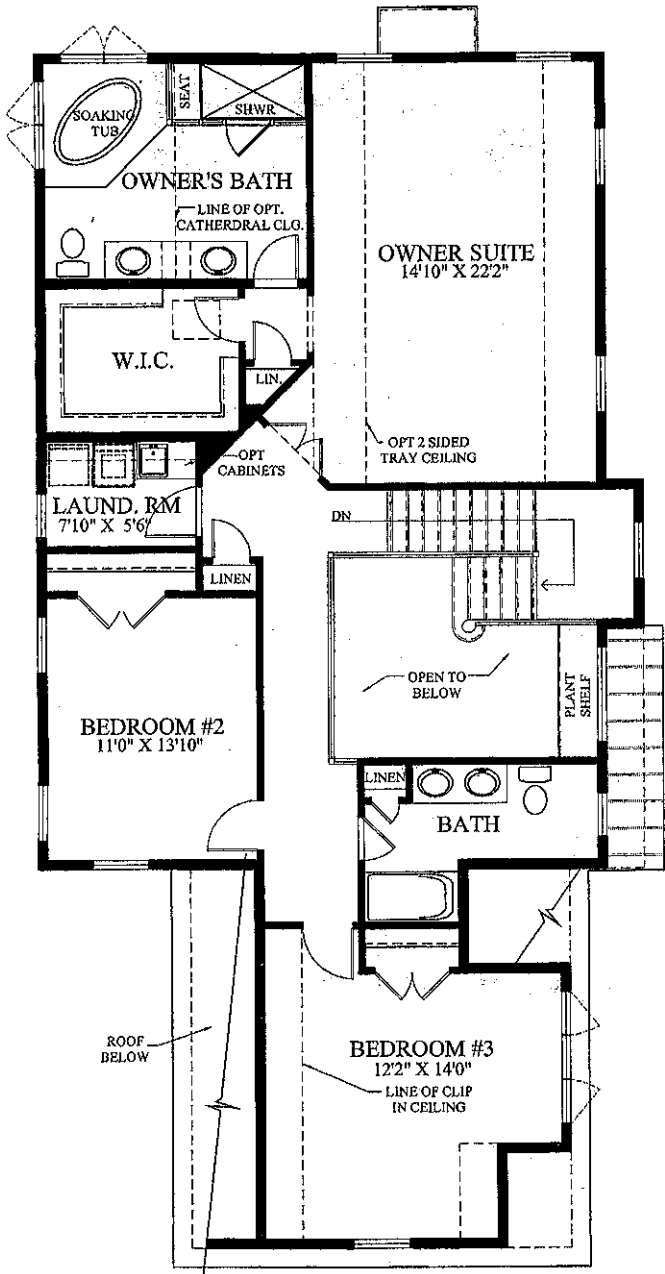 SOAKING
TUB
SEAT
SHWR
OWNER'S BATH
LINE OF OPT.
CATHERDRAL CLG.
OWNER SUITE
14'10" X 22'2"
W.I.C.
LIN.
OPT 2 SIDED
TRAY CEILING
OPT
CABINETS
LAUND. RM
7'10" X 5'6"
DN
LINEN
OPEN TO
BELOW
PLANT
SHELF
BEDROOM #2
11'0" X 13'10"
LINEN
BATH
ROOF
BELOW
BEDROOM #3
12'2" X 14'0"
LINE OF CLIP
IN CEILING